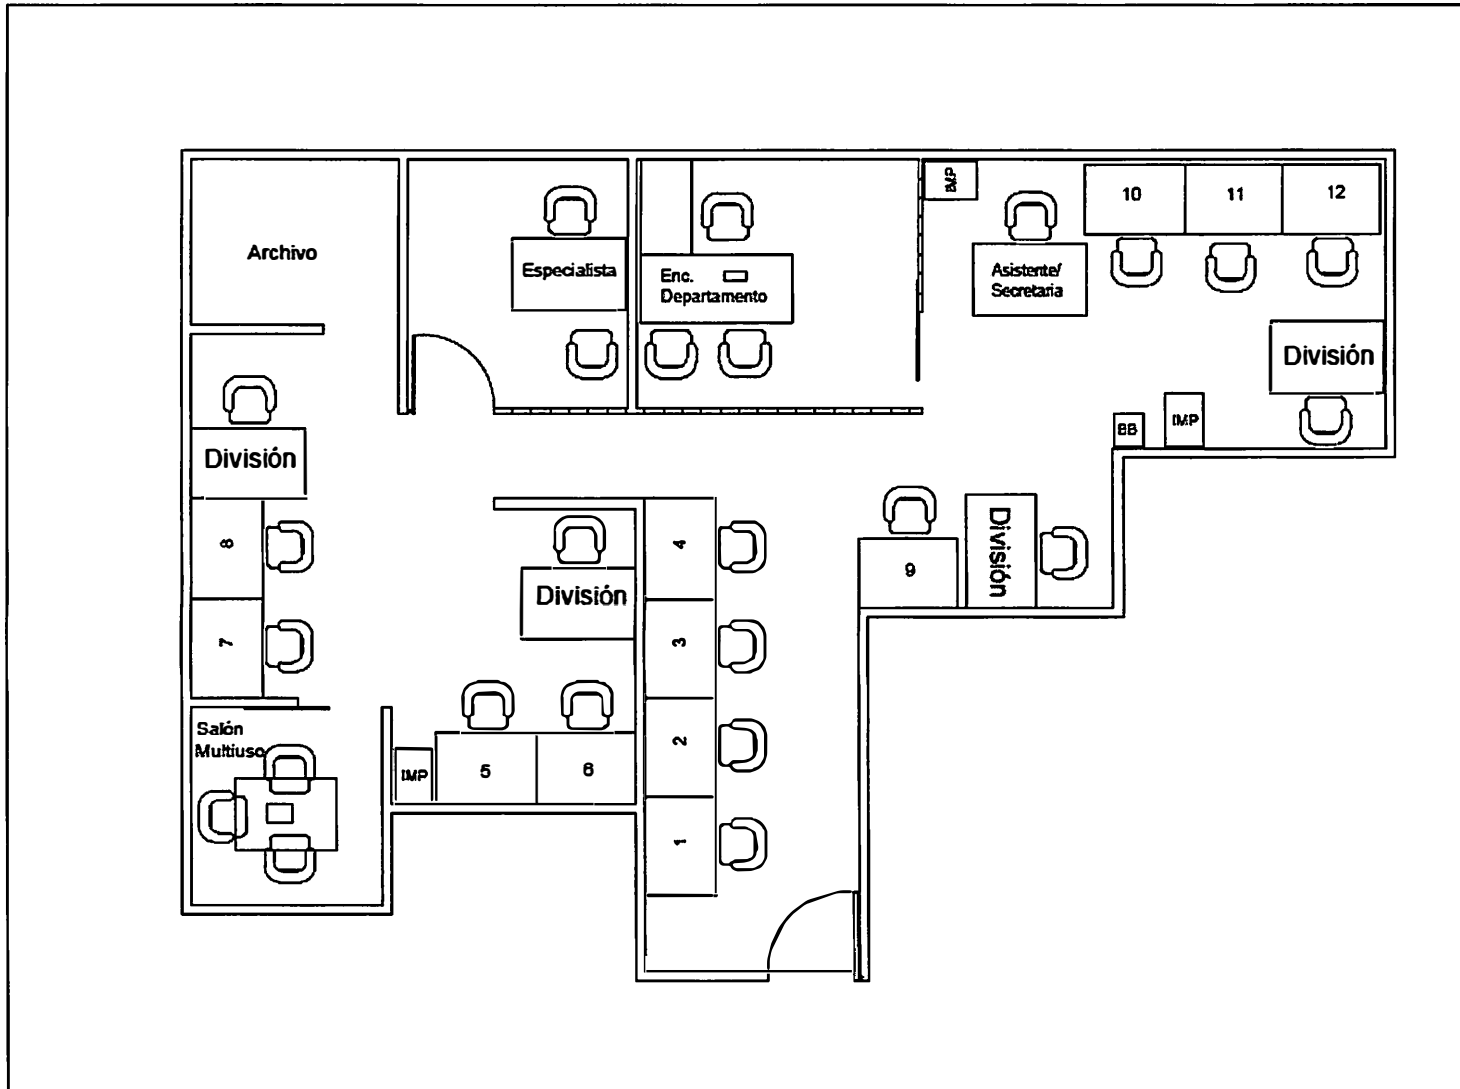 IMP
10
11
12
Archivo
Especialista
Enc.
Departamento
Asistente/
Secretaria
División
BB
IMP
División
8
4
División
9
División
7
3
Salón
Multiuso
2
IMP
5
6
1